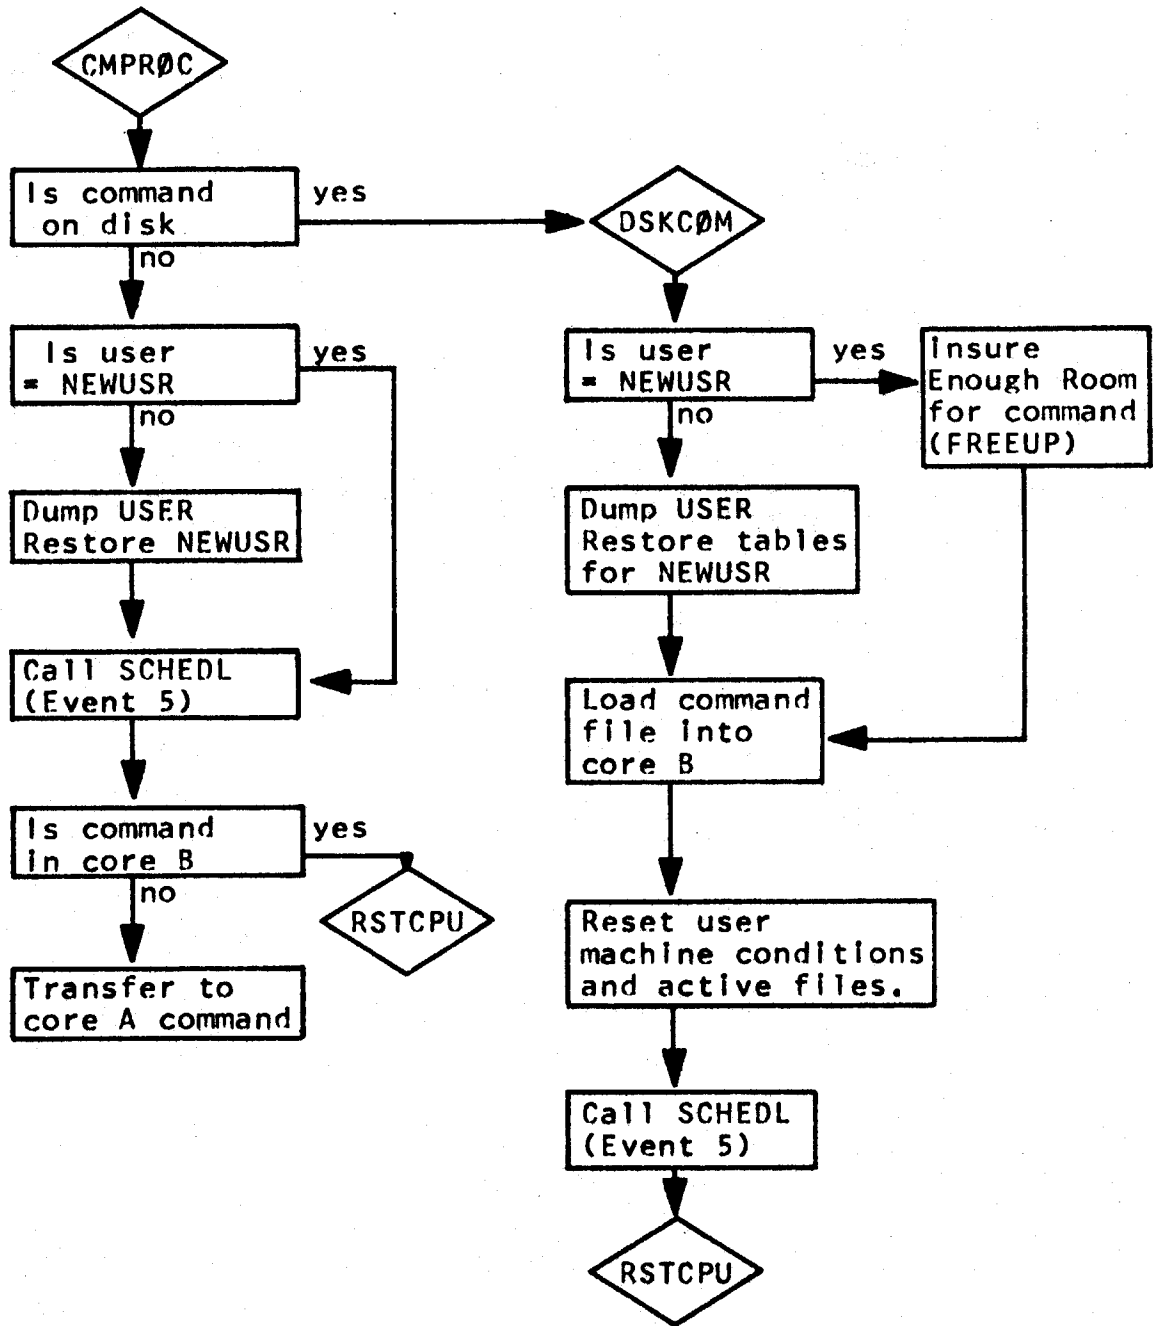 CMPRØC
Is command
on disk
yes
no
Is user
= NEWUSR
yes
no
Dump USER
Restore NEWUSR
Call SCHEDL
(Event 5)
Is command
in core B
yes
no
RSTCPU
Transfer to
core A command
DSKCØM
Is user
= NEWUSR
yes
no
Insure
Enough Room
for command
(FREEUP)
Dump USER
Restore tables
for NEWUSR
Load command
file into
core B
Reset user
machine conditions
and active files.
Call SCHEDL
(Event 5)
RSTCPU